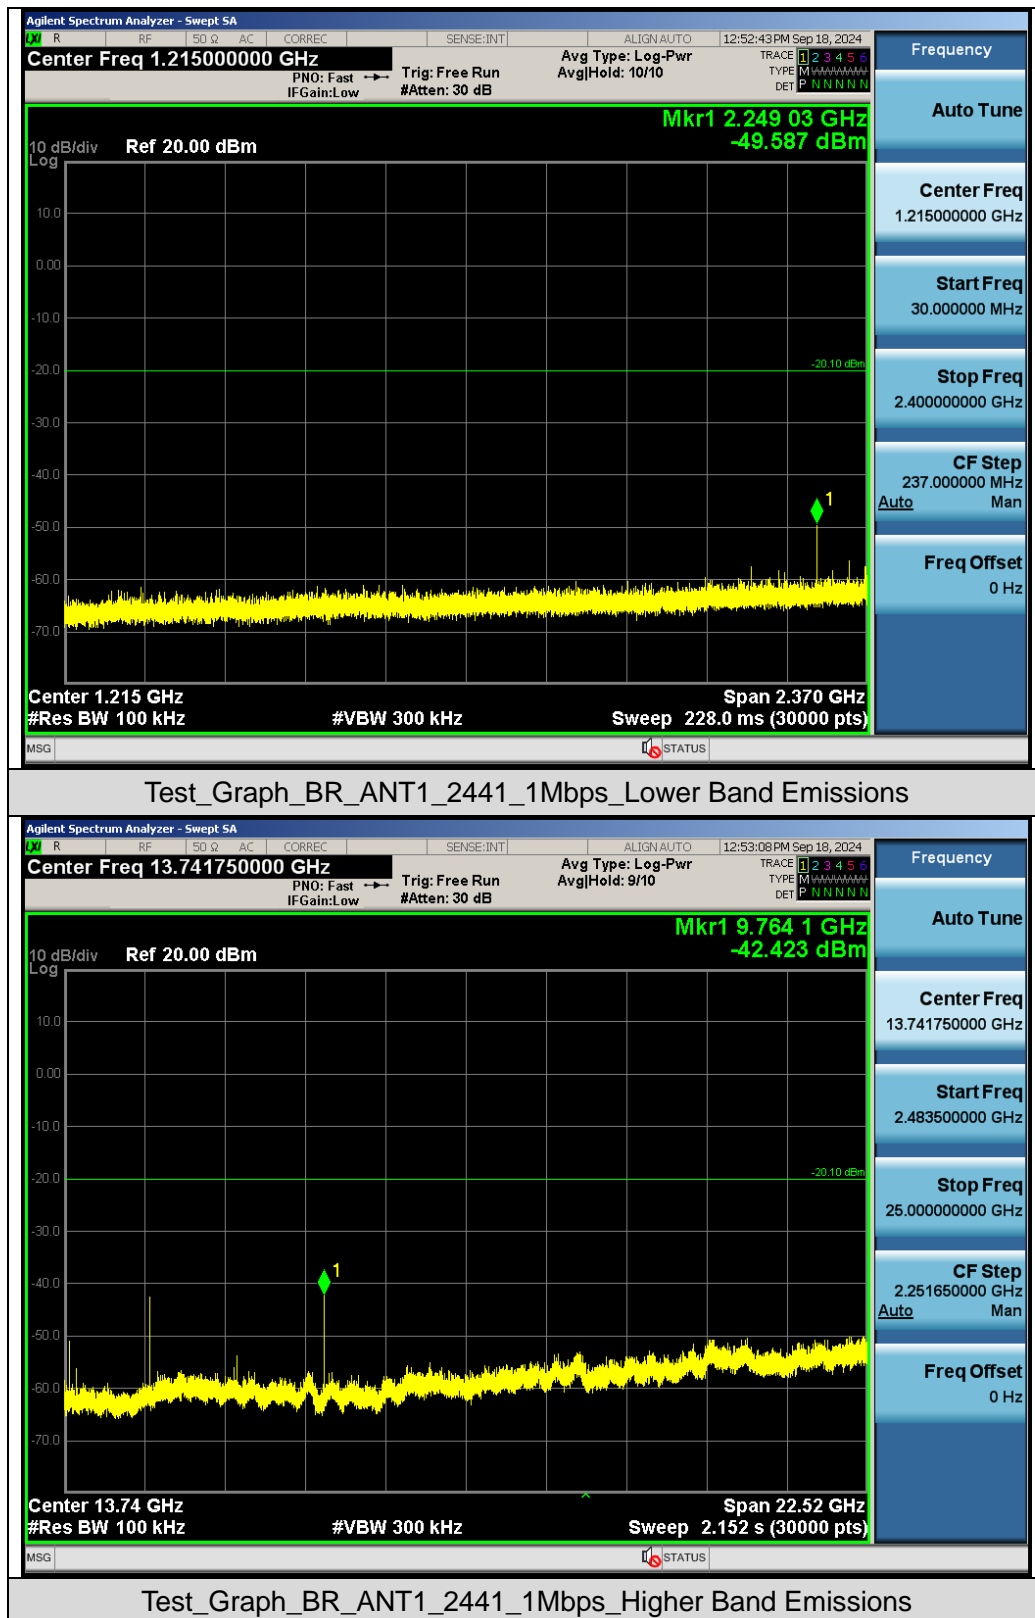 Agilent Spectrum Analyzer - Swept SA
LXI R RF 50 Ω AC CORREC SENSE:INT ALIGN AUTO 12:52:43 PM Sep 18, 2024
Center Freq 1.215000000 GHz
PNO: Fast
IFGain:Low
Trig: Free Run
#Atten: 30 dB
Avg Type: Log-Pwr
Avg|Hold: 10/10
TRACE 1 2 3 4 5 6
TYPE M WWWWW
DET P N N N N N
Frequency
Auto Tune
Center Freq
1.215000000 GHz
Start Freq
30.000000 MHz
Stop Freq
2.400000000 GHz
CF Step
237.000000 MHz
Auto Man
Freq Offset
0 Hz
Mkr1 2.249 03 GHz
-49.587 dBm
10 dB/div Ref 20.00 dBm
Log
10.0
0.00
-10.0
-20.0
-20.10 dBm
-30.0
-40.0
1
-50.0
-60.0
-70.0
Center 1.215 GHz Span 2.370 GHz
#Res BW 100 kHz #VBW 300 kHz Sweep 228.0 ms (30000 pts)
MSG STATUS
Test_Graph_BR_ANT1_2441_1Mbps_Lower Band Emissions
Agilent Spectrum Analyzer - Swept SA
LXI R RF 50 Ω AC CORREC SENSE:INT ALIGN AUTO 12:53:08 PM Sep 18, 2024
Center Freq 13.741750000 GHz
PNO: Fast
IFGain:Low
Trig: Free Run
#Atten: 30 dB
Avg Type: Log-Pwr
Avg|Hold: 9/10
TRACE 1 2 3 4 5 6
TYPE M WWWWW
DET P N N N N N
Frequency
Auto Tune
Center Freq
13.741750000 GHz
Start Freq
2.483500000 GHz
Stop Freq
25.000000000 GHz
CF Step
2.251650000 GHz
Auto Man
Freq Offset
0 Hz
Mkr1 9.764 1 GHz
-42.423 dBm
10 dB/div Ref 20.00 dBm
Log
10.0
0.00
-10.0
-20.0
-20.10 dBm
-30.0
1
-40.0
-50.0
-60.0
-70.0
Center 13.74 GHz Span 22.52 GHz
#Res BW 100 kHz #VBW 300 kHz Sweep 2.152 s (30000 pts)
MSG STATUS
Test_Graph_BR_ANT1_2441_1Mbps_Higher Band Emissions